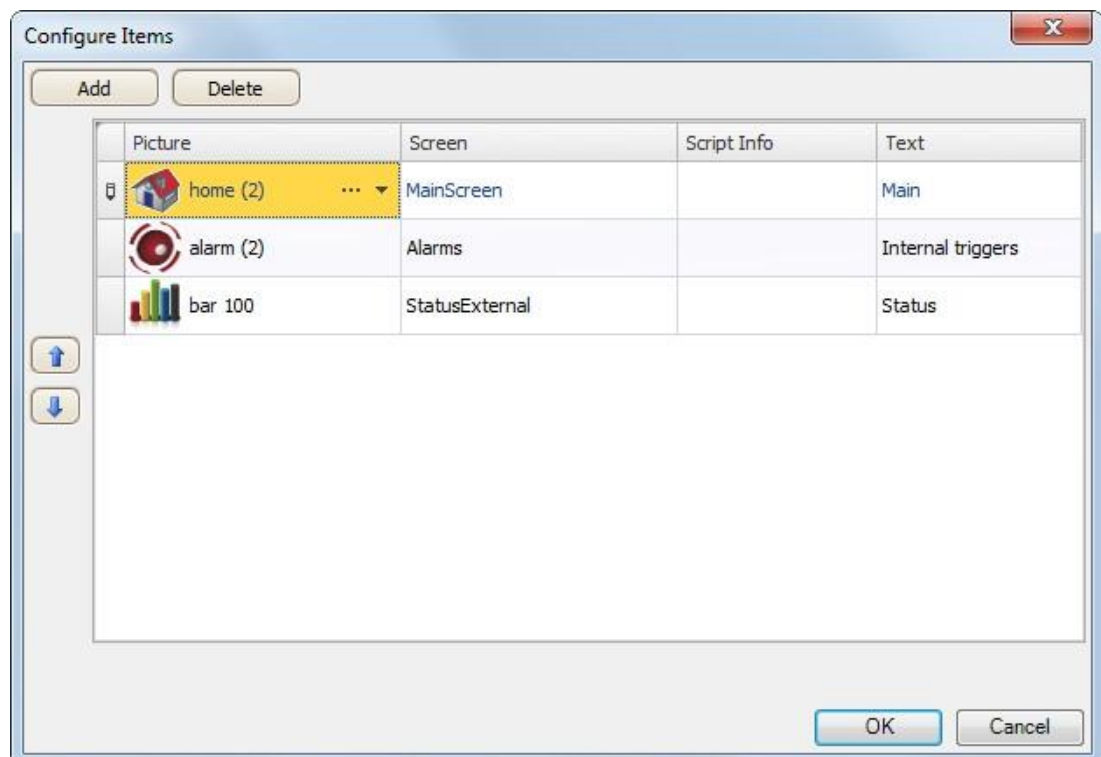 Configure Items
Add Delete
Picture Screen Script Info Text
home (2) ... MainScreen Main
alarm (2) Alarms Internal triggers
bar 100 StatusExternal Status
OK Cancel